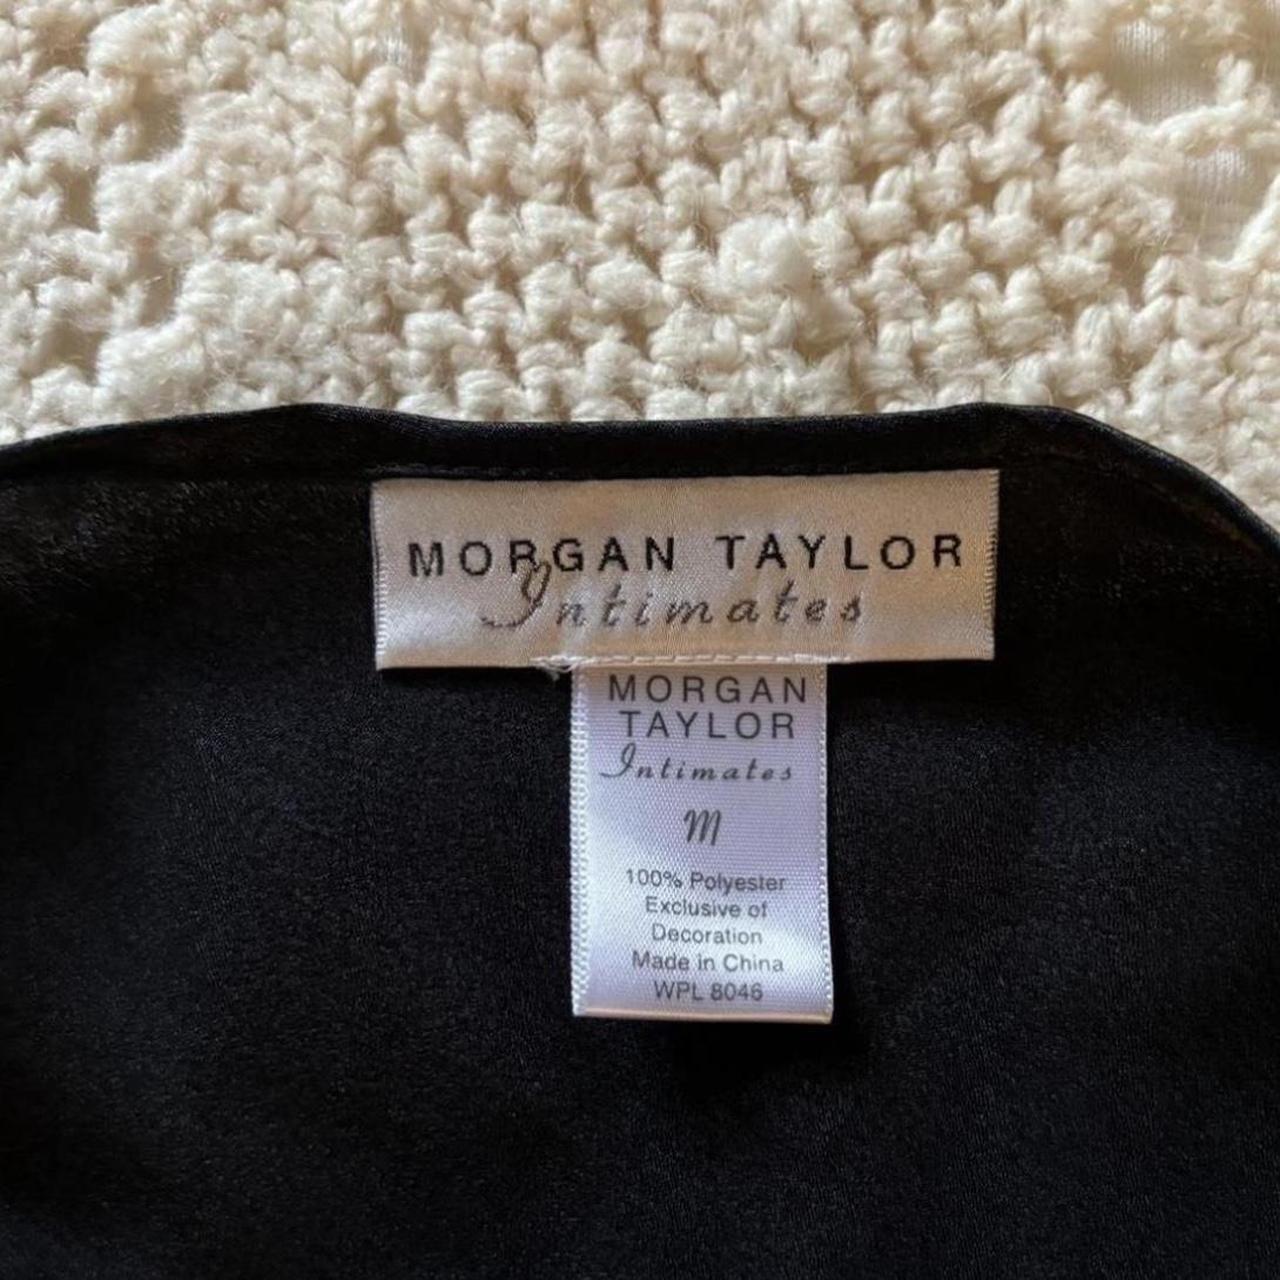 MORGAN TAYLOR
Intimates
MORGAN
TAYLOR
Intimates
M
100% Polyester
Exclusive of
Decoration
Made in China
WPL 8046